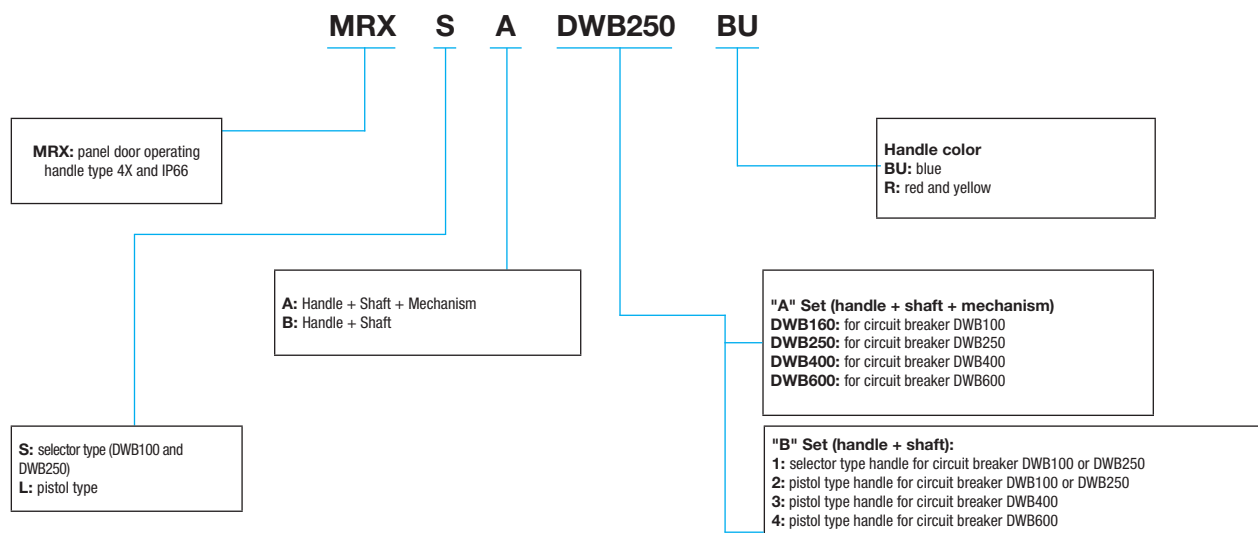 MRX S A DWB250 BU
MRX: panel door operating
handle type 4X and IP66
Handle color
BU: blue
R: red and yellow
A: Handle + Shaft + Mechanism
B: Handle + Shaft
"A" Set (handle + shaft + mechanism)
DWB160: for circuit breaker DWB100
DWB250: for circuit breaker DWB250
DWB400: for circuit breaker DWB400
DWB600: for circuit breaker DWB600
S: selector type (DWB100 and
DWB250)
L: pistol type
"B" Set (handle + shaft):
1: selector type handle for circuit breaker DWB100 or DWB250
2: pistol type handle for circuit breaker DWB100 or DWB250
3: pistol type handle for circuit breaker DWB400
4: pistol type handle for circuit breaker DWB600